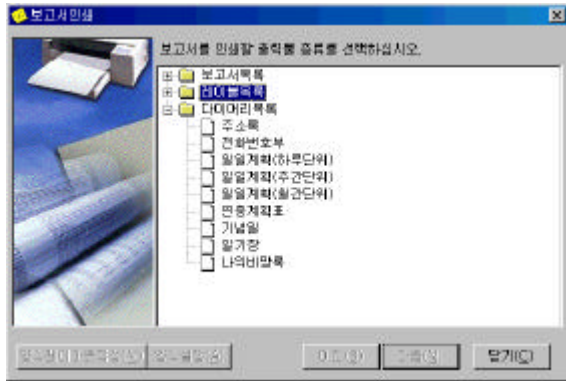 보고서인쇄
보고서를 인쇄할 출력물 종류를 선택하십시오.
보고서목록
레이블목록
다이어리목록
주소록
전화번호부
일일계획(하루단위)
일일계획(주간단위)
일일계획(월간단위)
연중계획표
기념일
일기장
나의비망록
닫기(C)